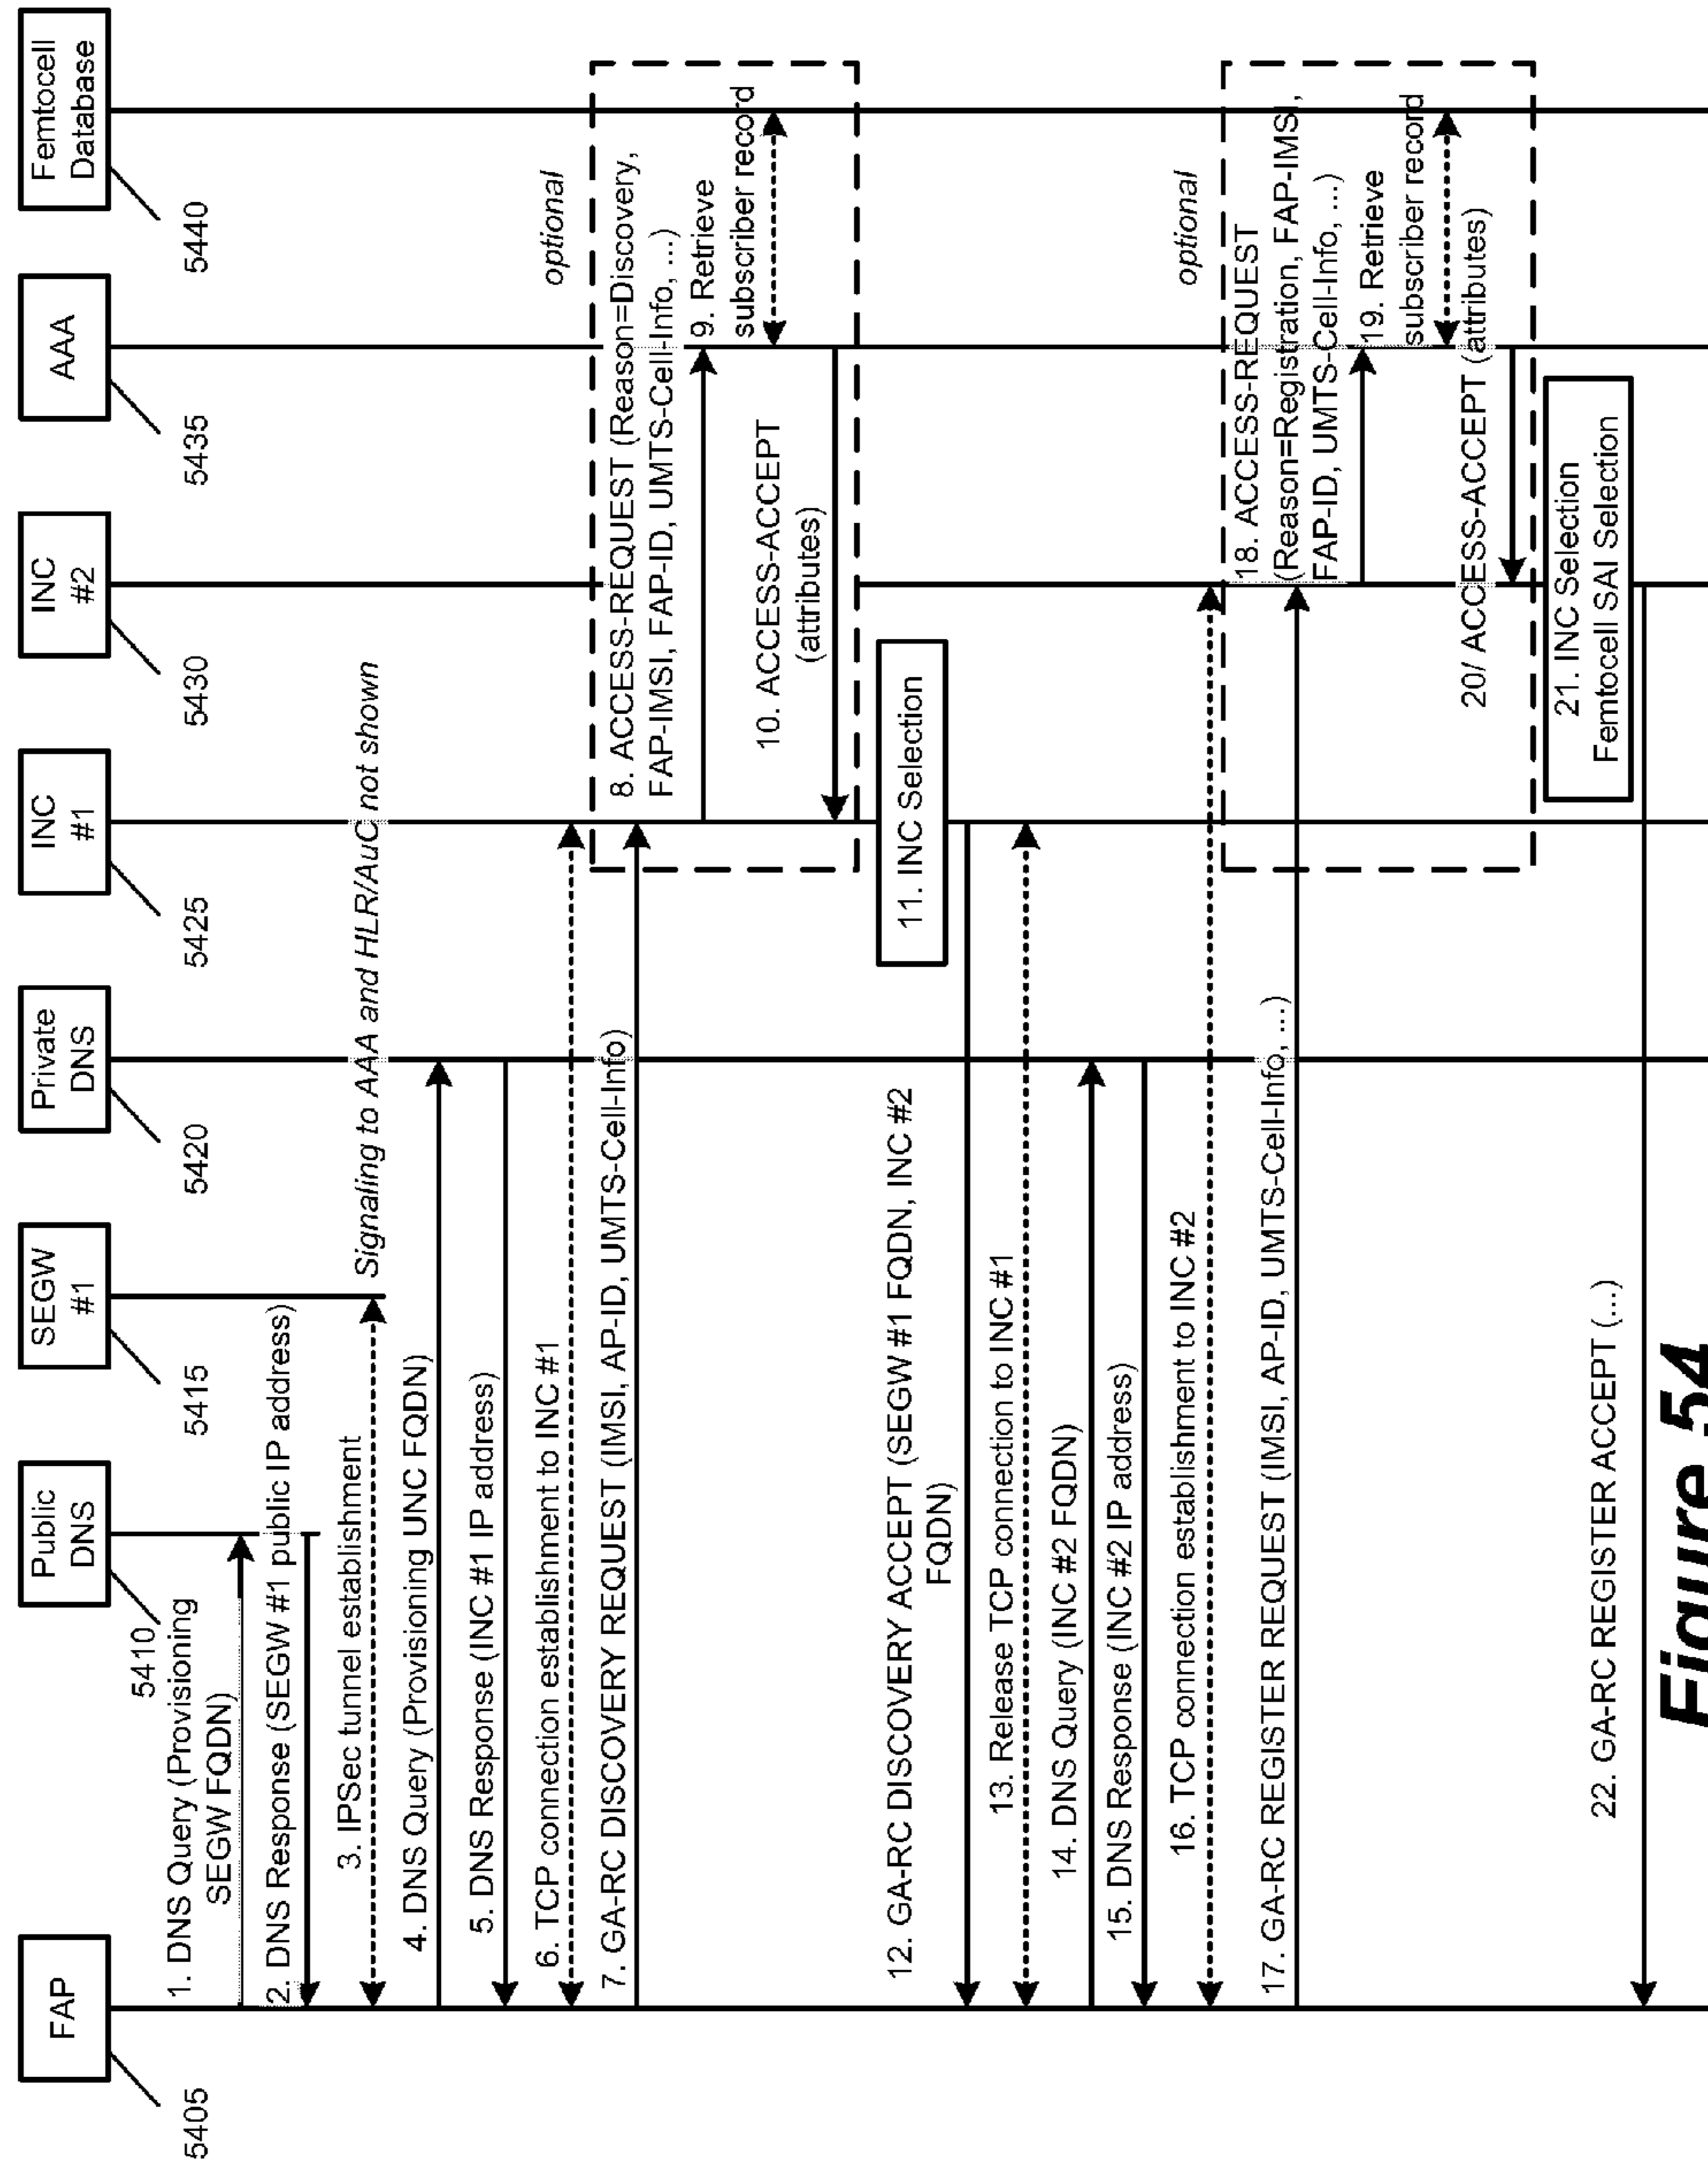 FAP
5405
Public
DNS
5410
SEGW
#1
5415
Private
DNS
5420
INC
#1
5425
INC
#2
5430
AAA
5435
Femtocell
Database
5440
1. DNS Query (Provisioning
SEGW FQDN)
2. DNS Response (SEGW #1 public IP address)
3. IPSec tunnel establishment
Signaling to AAA and HLR/AuC not shown
4. DNS Query (Provisioning UNC FQDN)
5. DNS Response (INC #1 IP address)
6. TCP connection establishment to INC #1
optional
7. GA-RC DISCOVERY REQUEST (IMSI, AP-ID, UMTS-Cell-Info)
8. ACCESS-REQUEST (Reason=Discovery,
FAP-IMSI, FAP-ID, UMTS-Cell-Info, ...)
9. Retrieve
subscriber record
10. ACCESS-ACCEPT
(attributes)
11. INC Selection
12. GA-RC DISCOVERY ACCEPT (SEGW #1 FQDN, INC #2
FQDN)
13. Release TCP connection to INC #1
14. DNS Query (INC #2 FQDN)
15. DNS Response (INC #2 IP address)
16. TCP connection establishment to INC #2
optional
17. GA-RC REGISTER REQUEST (IMSI, AP-ID, UMTS-Cell-Info, ...)
18. ACCESS-REQUEST
(Reason=Registration, FAP-IMSI,
FAP-ID, UMTS-Cell-Info, ...)
19. Retrieve
subscriber record
20/ ACCESS-ACCEPT (attributes)
21. INC Selection
Femtocell SAI Selection
22. GA-RC REGISTER ACCEPT (...)
Figure 54